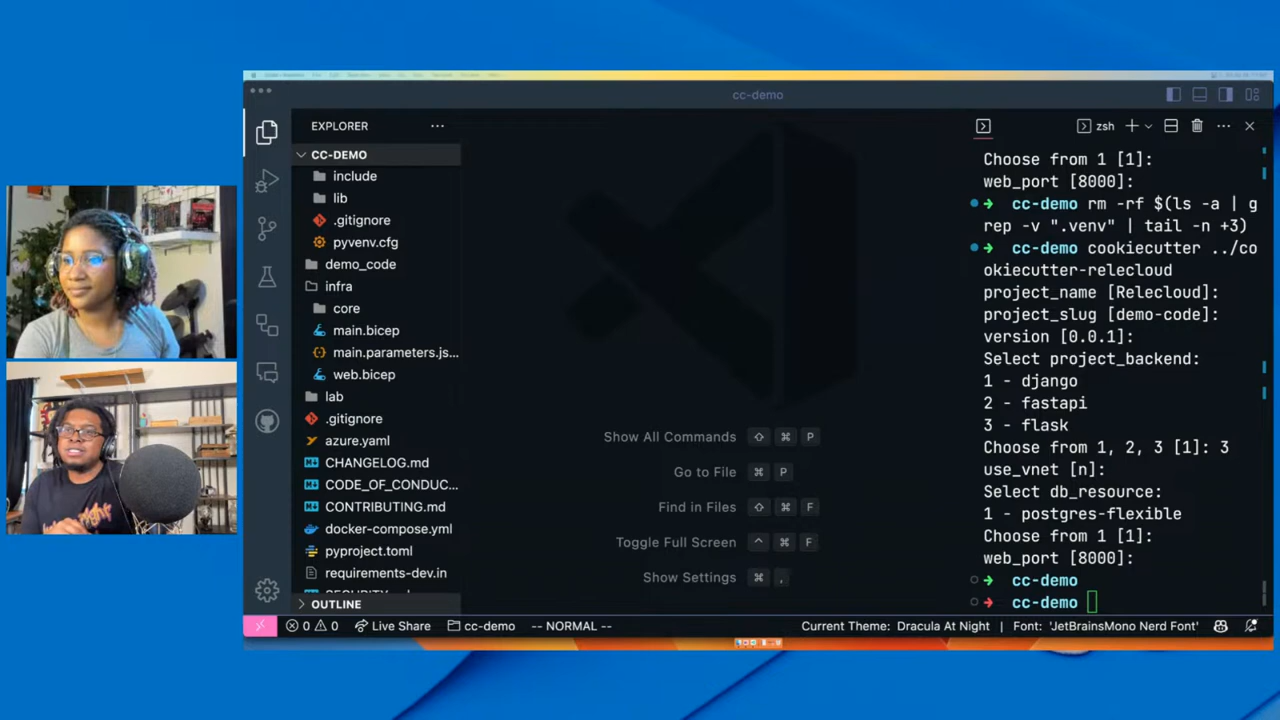 cc-demo
EXPLORER
CC-DEMO
include
lib
.gitignore
pyvenv.cfg
demo_code
infra
core
main.bicep
main.parameters.js...
web.bicep
lab
.gitignore
azure.yaml
CHANGELOG.md
CODE_OF_CONDUC...
CONTRIBUTING.md
docker-compose.yml
pyproject.toml
requirements-dev.in
OUTLINE
Show All Commands ⇧ ⌘ P
Go to File ⌘ P
Find in Files ⇧ ⌘ F
Toggle Full Screen ^ ⌘ F
Show Settings ⌘ ,
zsh
Choose from 1 [1]:
web_port [8000]:
cc-demo rm -rf $(ls -a | g
rep -v ".venv" | tail -n +3)
cc-demo cookiecutter ../co
okiecutter-relecloud
project_name [Relecloud]:
project_slug [demo-code]:
version [0.0.1]:
Select project_backend:
1 - django
2 - fastapi
3 - flask
Choose from 1, 2, 3 [1]: 3
use_vnet [n]:
Select db_resource:
1 - postgres-flexible
Choose from 1 [1]:
web_port [8000]:
cc-demo
cc-demo
0 0 Live Share cc-demo -- NORMAL -- Current Theme: Dracula At Night | Font: 'JetBrainsMono Nerd Font'